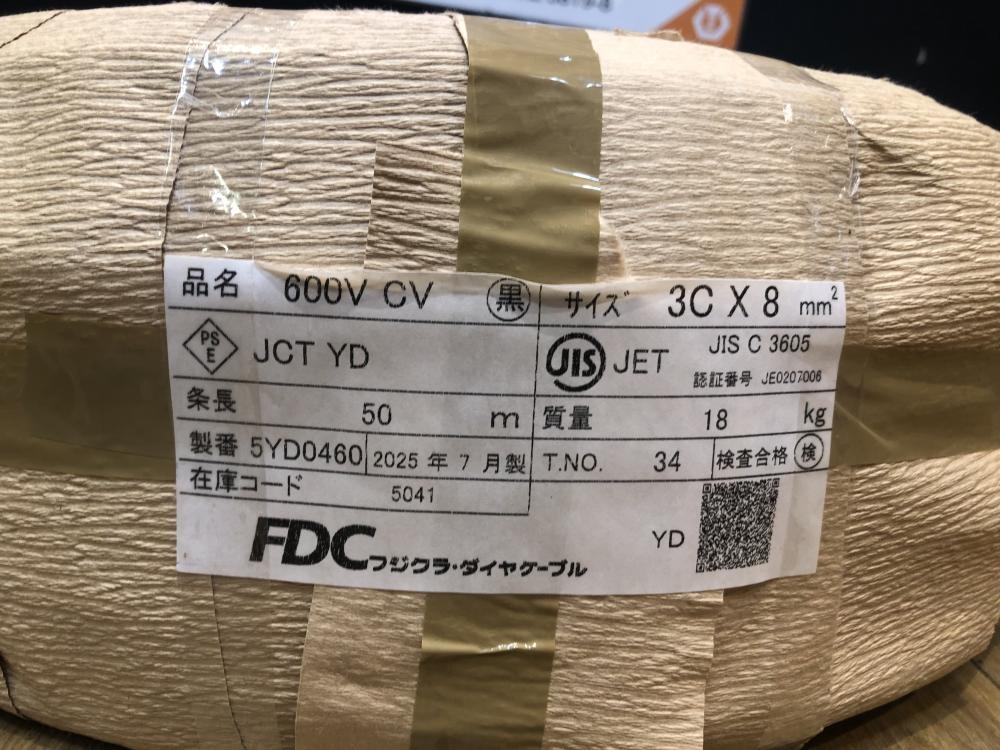 品名 600V CV 黒 サイズ 3C X 8 mm²
PS E JCT YD JIS JET JIS C 3605
認証番号 JE0207006
条長 50 m 質量 18 kg
製番 5YD0460 2025 年 7 月製 T.NO. 34 検査合格 検
在庫コード 5041
FDC フジクラ・ダイヤケーブル YD